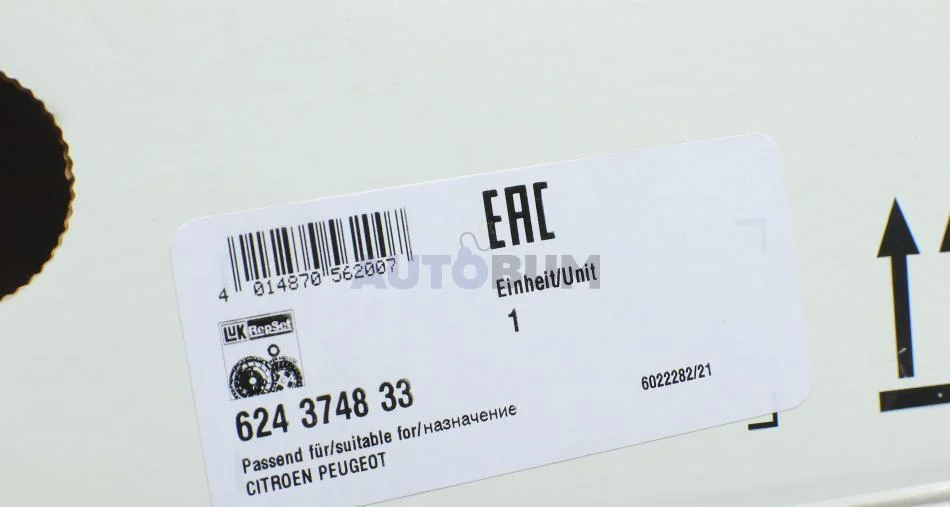 EAC
4 014870 562007
AUTOBUM
Einheit/Unit
1
LUK RepSet
624 3748 33
6022282/21
Passend für/suitable for/назначение
CITROEN PEUGEOT